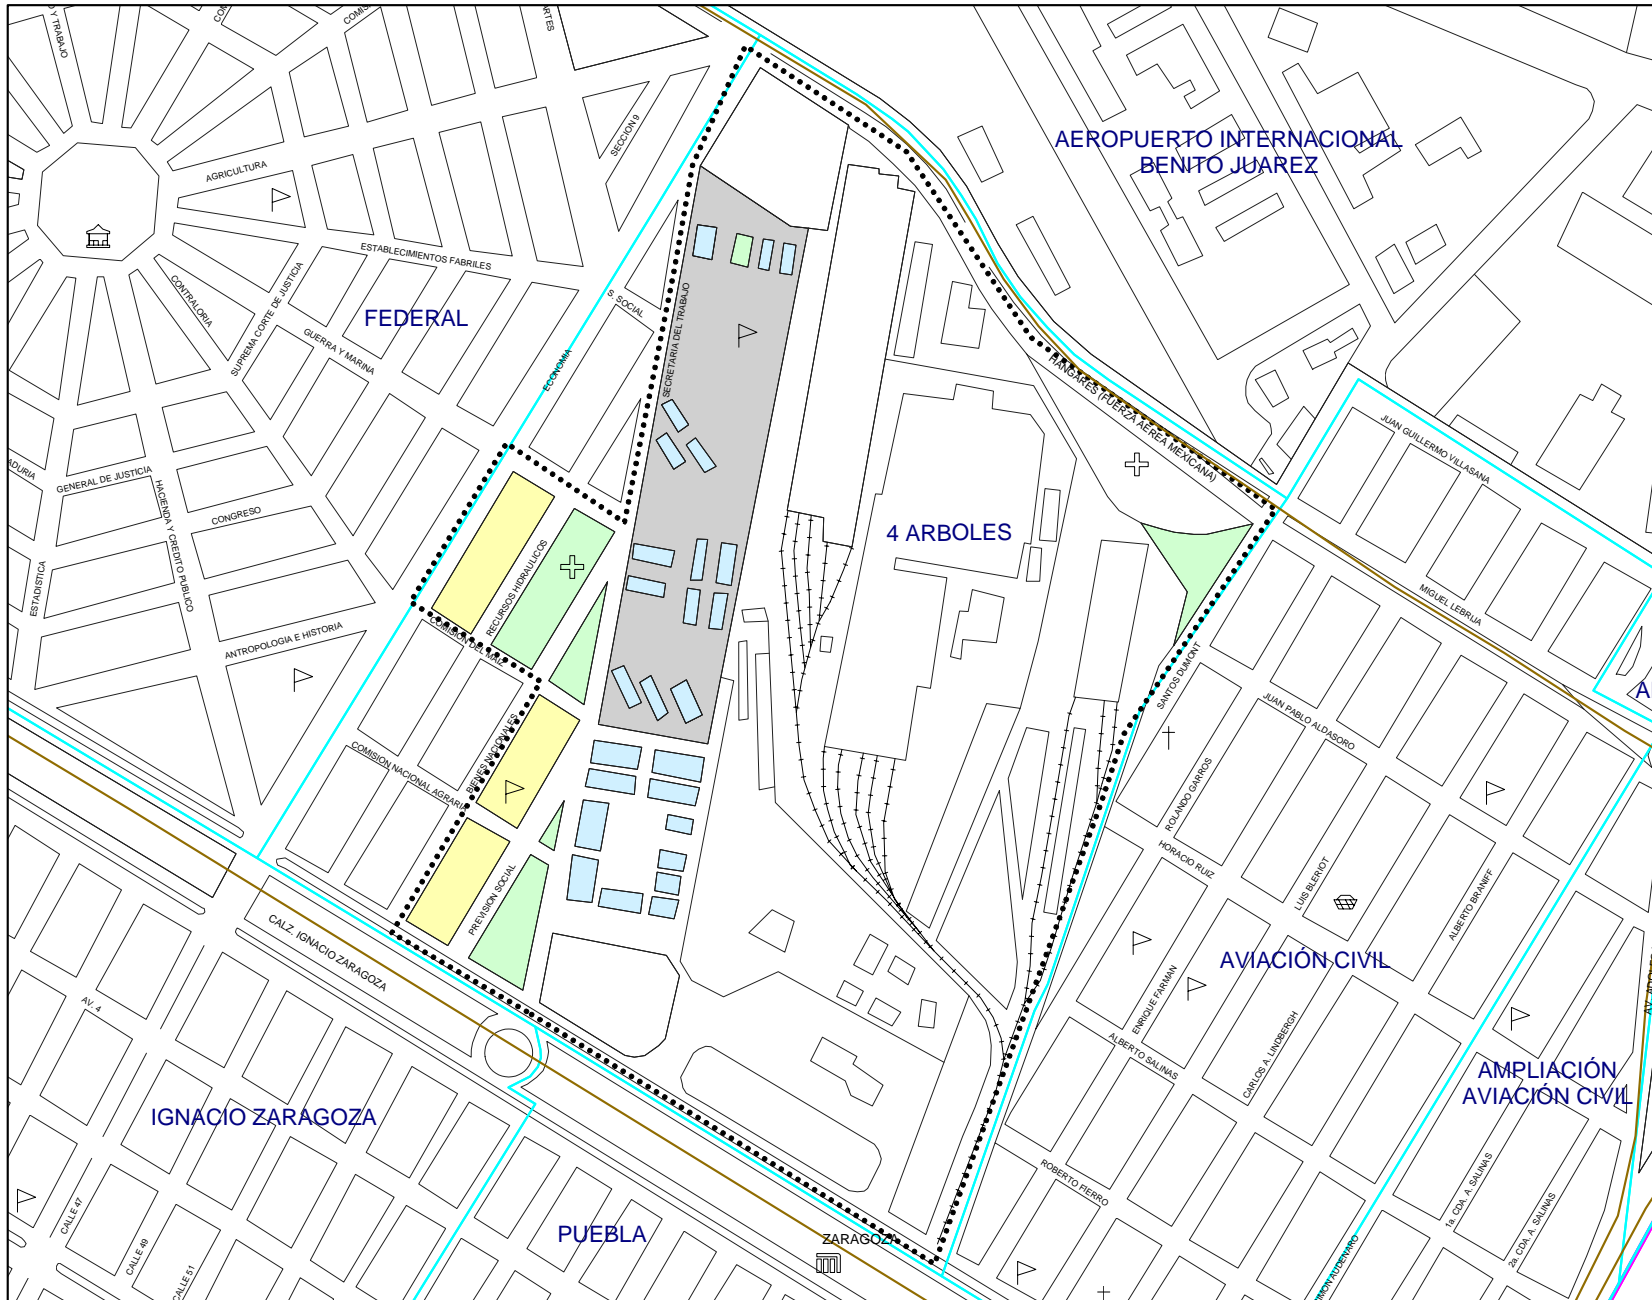 Y TRABAJO
AGRICULTURA
SECCION 9
ESTABLECIMIENTOS FABRILES
CONTRALORIA
SUPREMA CORTE DE JUSTICIA
GUERRA Y MARINA
FEDERAL
S. SOCIAL
ECONOMIA
SECRETARIA DEL TRABAJO
AEROPUERTO INTERNACIONAL
BENITO JUAREZ
HANGARES (FUERZA AEREA MEXICANA)
JUAN GUILLERMO VILLASANA
MIGUEL LEBRIJA
GENERAL DE JUSTICIA
HACIENDA Y CREDITO PUBLICO
CONGRESO
ESTADISTICA
ANTROPOLOGIA E HISTORIA
RECURSOS HIDRAULICOS
COMISION DEL MAIZ
BIENES NACIONALES
COMISION NACIONAL AGRARIA
PREVISION SOCIAL
4 ARBOLES
SANTOS DUMONT
JUAN PABLO ALDASORO
ROLANDO GARROS
HORACIO RUIZ
LUIS BLERIOT
ALBERTO BRANIFF
AVIACIÓN CIVIL
ENRIQUE FARMAN
ALBERTO SALINAS
CARLOS A. LINDBERGH
AMPLIACIÓN
AVIACIÓN CIVIL
ROBERTO FIERRO
1a. CDA. A. SALINAS
2a. CDA. A. SALINAS
CALZ. IGNACIO ZARAGOZA
AV. 4
IGNACIO ZARAGOZA
CALLE 47
CALLE 49
CALLE 51
PUEBLA
ZARAGOZA